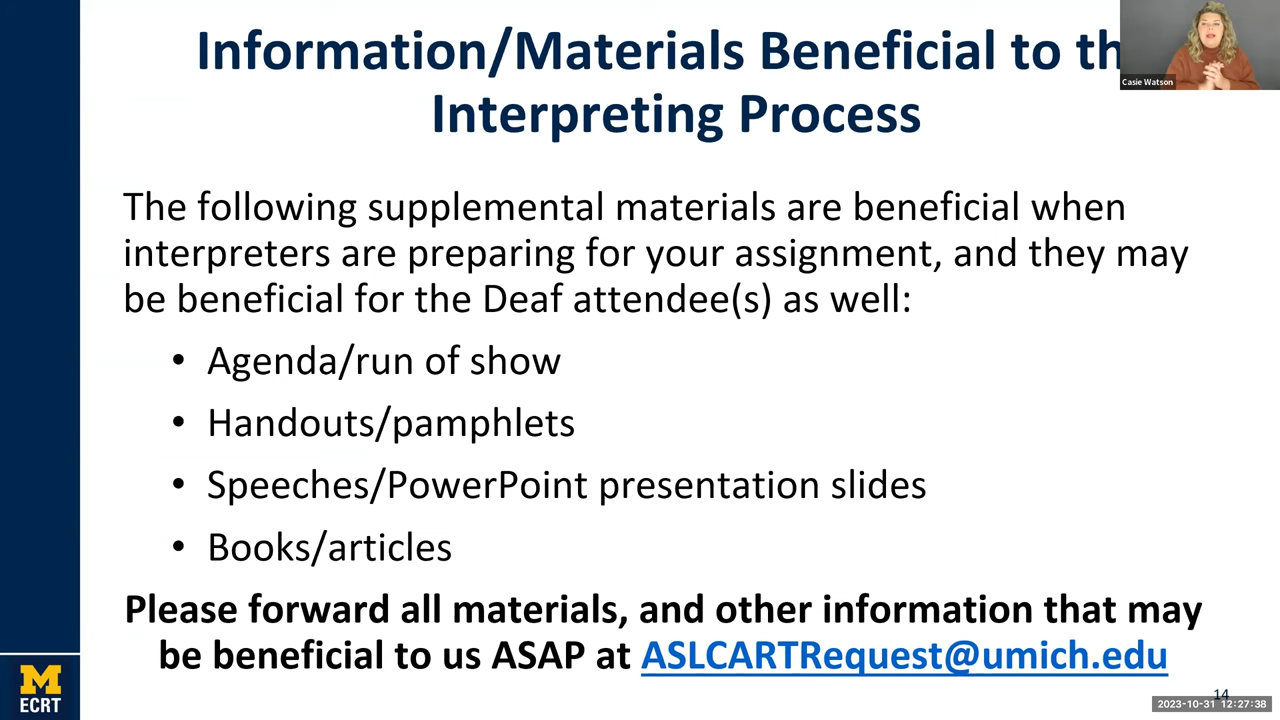 Information/Materials Beneficial to th
Interpreting Process
Casie Watson
The following supplemental materials are beneficial when
interpreters are preparing for your assignment, and they may
be beneficial for the Deaf attendee(s) as well:
• Agenda/run of show
• Handouts/pamphlets
• Speeches/PowerPoint presentation slides
• Books/articles
Please forward all materials, and other information that may
be beneficial to us ASAP at ASLCARTRequest@umich.edu
M
ECRT
14
2023-10-31 12:27:38